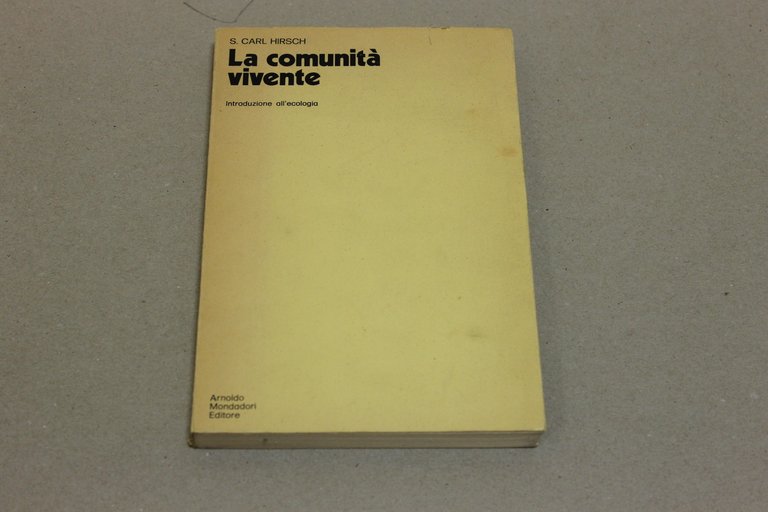 S. CARL HIRSCH
La comunità
vivente
Introduzione all'ecologia
Arnoldo
Mondadori
Editore